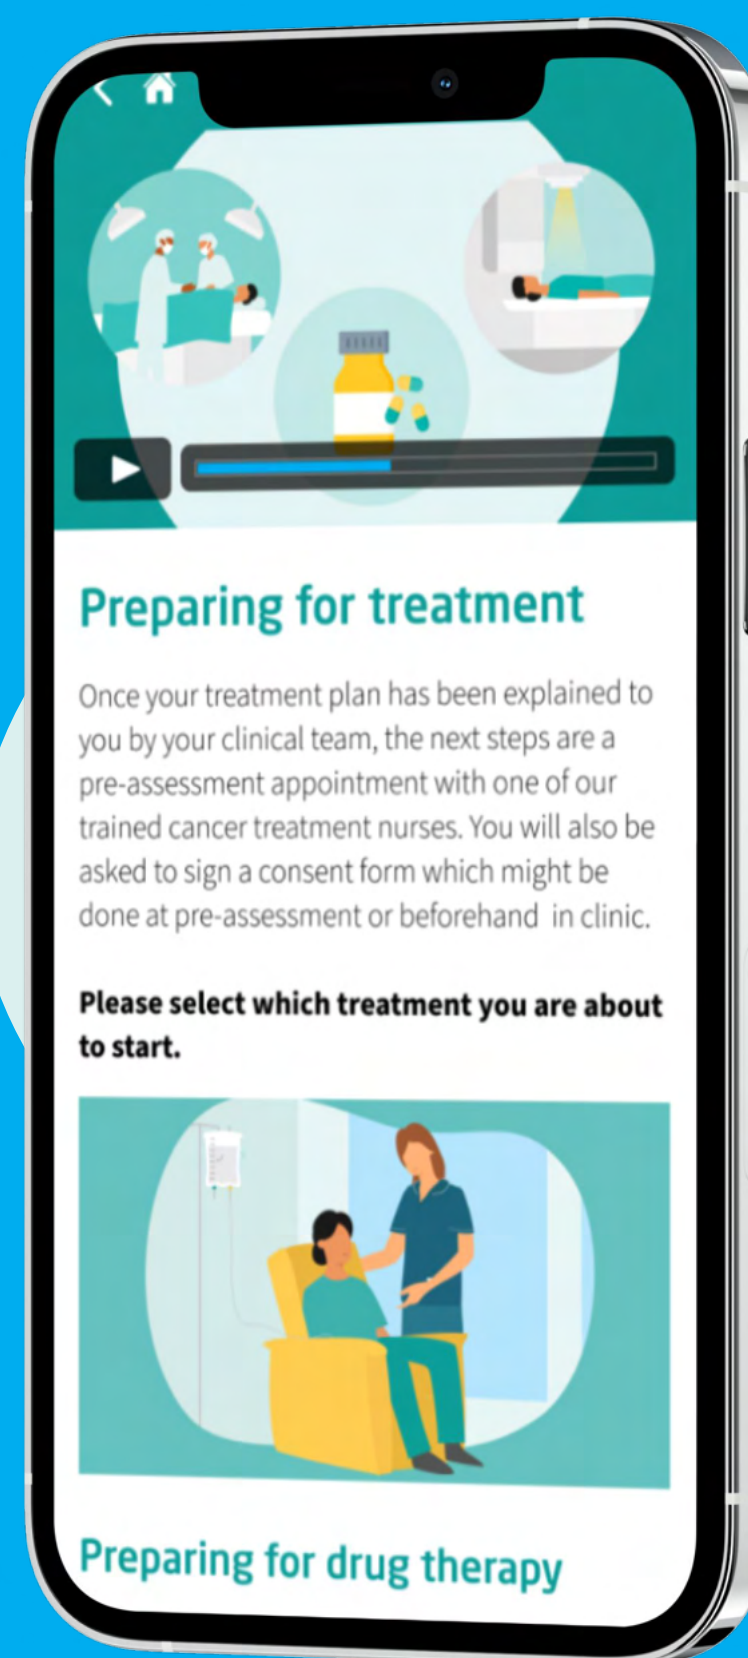 Preparing for treatment
Once your treatment plan has been explained to
you by your clinical team, the next steps are a
pre-assessment appointment with one of our
trained cancer treatment nurses. You will also be
asked to sign a consent form which might be
done at pre-assessment or beforehand in clinic.
Please select which treatment you are about
to start.
Preparing for drug therapy